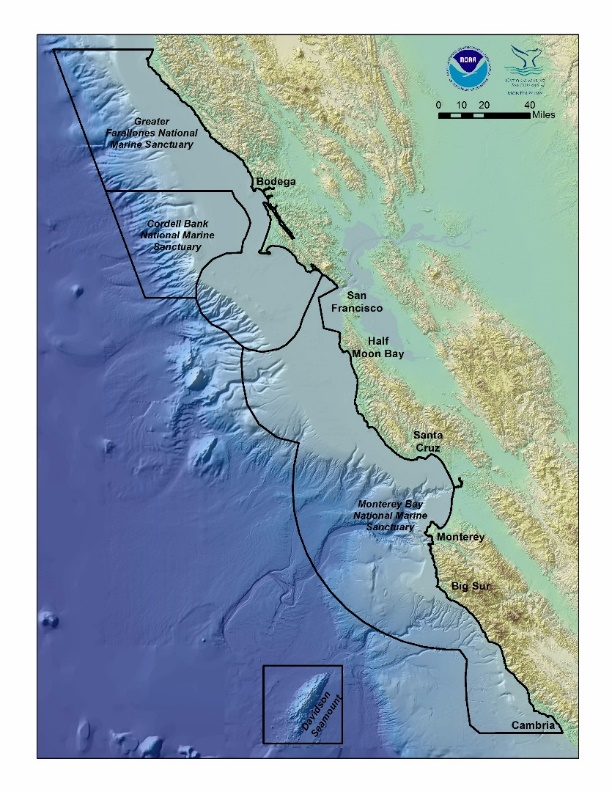 NOAA
0 10 20 40
Miles
Greater
Farallones National
Marine Sanctuary
Bodega
Cordell Bank
National Marine
Sanctuary
San
Francisco
Half
Moon Bay
Santa
Cruz
Monterey Bay
National Marine
Sanctuary
Monterey
Big Sur
Davidson
Seamount
Cambria